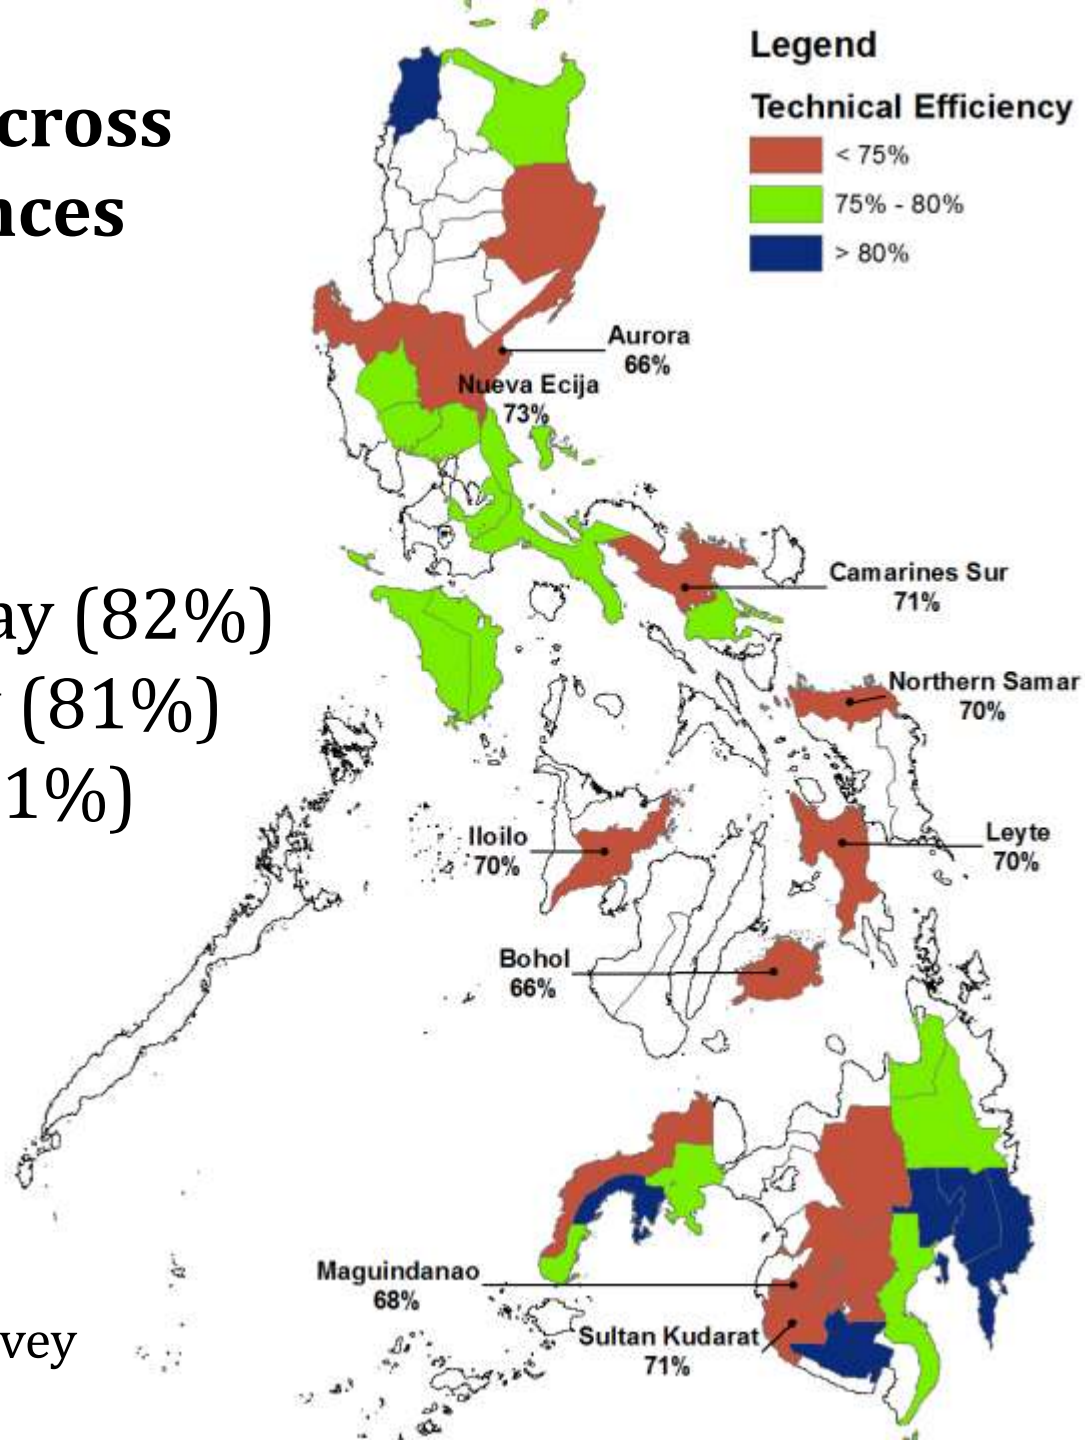 cross
nces
ay (82%)
(81%)
1%)
vey
Legend
Technical Efficiency
< 75%
75% - 80%
> 80%
Aurora
66%
Nueva Ecija
73%
Camarines Sur
71%
Northern Samar
70%
Iloilo
70%
Leyte
70%
Bohol
66%
Maguindanao
68%
Sultan Kudarat
71%